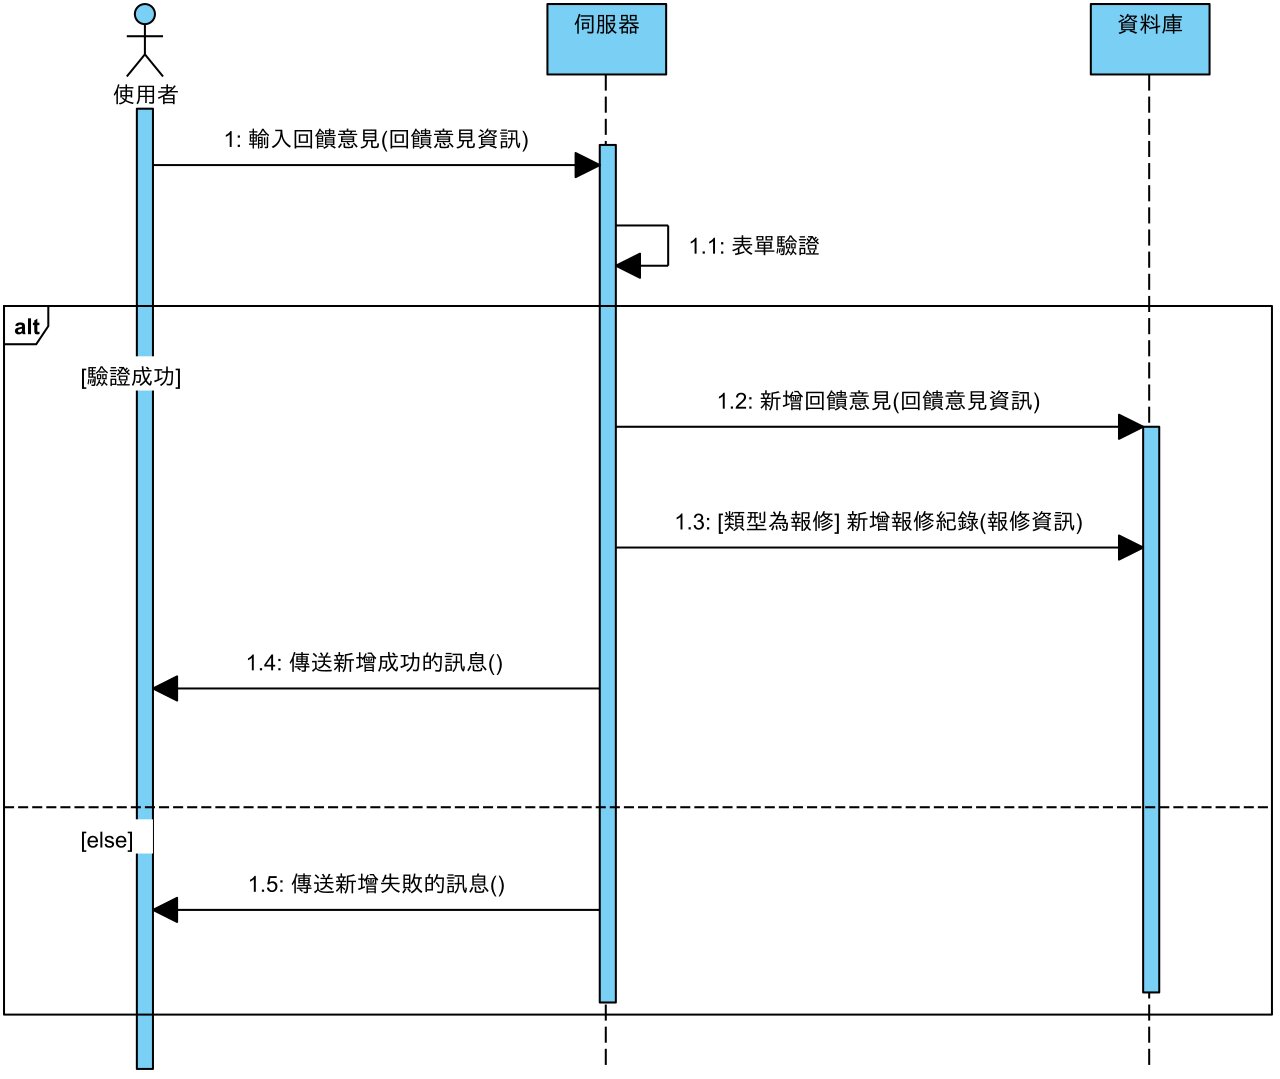 使用者
伺服器
資料庫
1: 輸入回饋意見(回饋意見資訊)
1.1: 表單驗證
alt
[驗證成功]
1.2: 新增回饋意見(回饋意見資訊)
1.3: [類型為報修] 新增報修紀錄(報修資訊)
1.4: 傳送新增成功的訊息()
[else]
1.5: 傳送新增失敗的訊息()